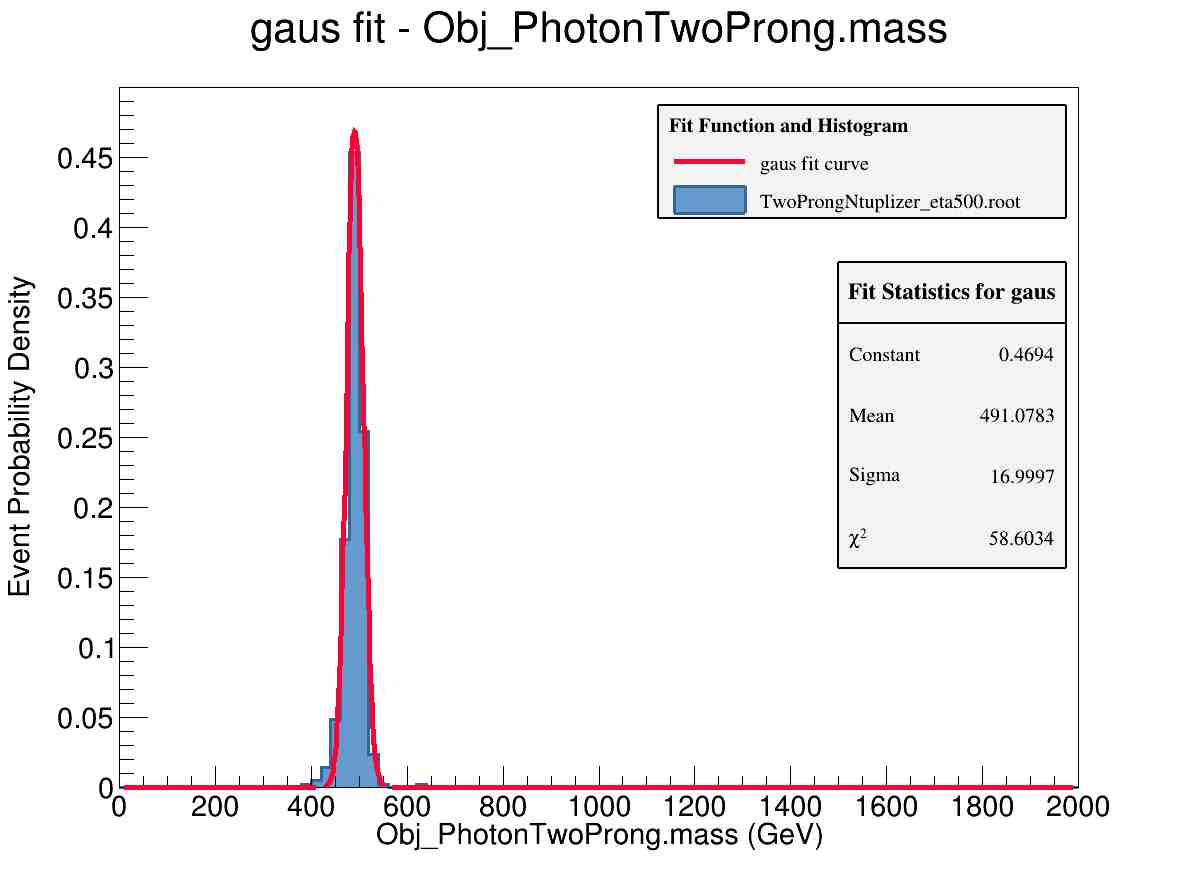 gaus fit - Obj_PhotonTwoProng.mass
Fit Function and Histogram
gaus fit curve
TwoProngNtuplizer_eta500.root
Fit Statistics for gaus
Constant 0.4694
Mean 491.0783
Sigma 16.9997
χ² 58.6034
Event Probability Density
0.45
0.4
0.35
0.3
0.25
0.2
0.15
0.1
0.05
0
0 200 400 600 800 1000 1200 1400 1600 1800 2000
Obj_PhotonTwoProng.mass (GeV)